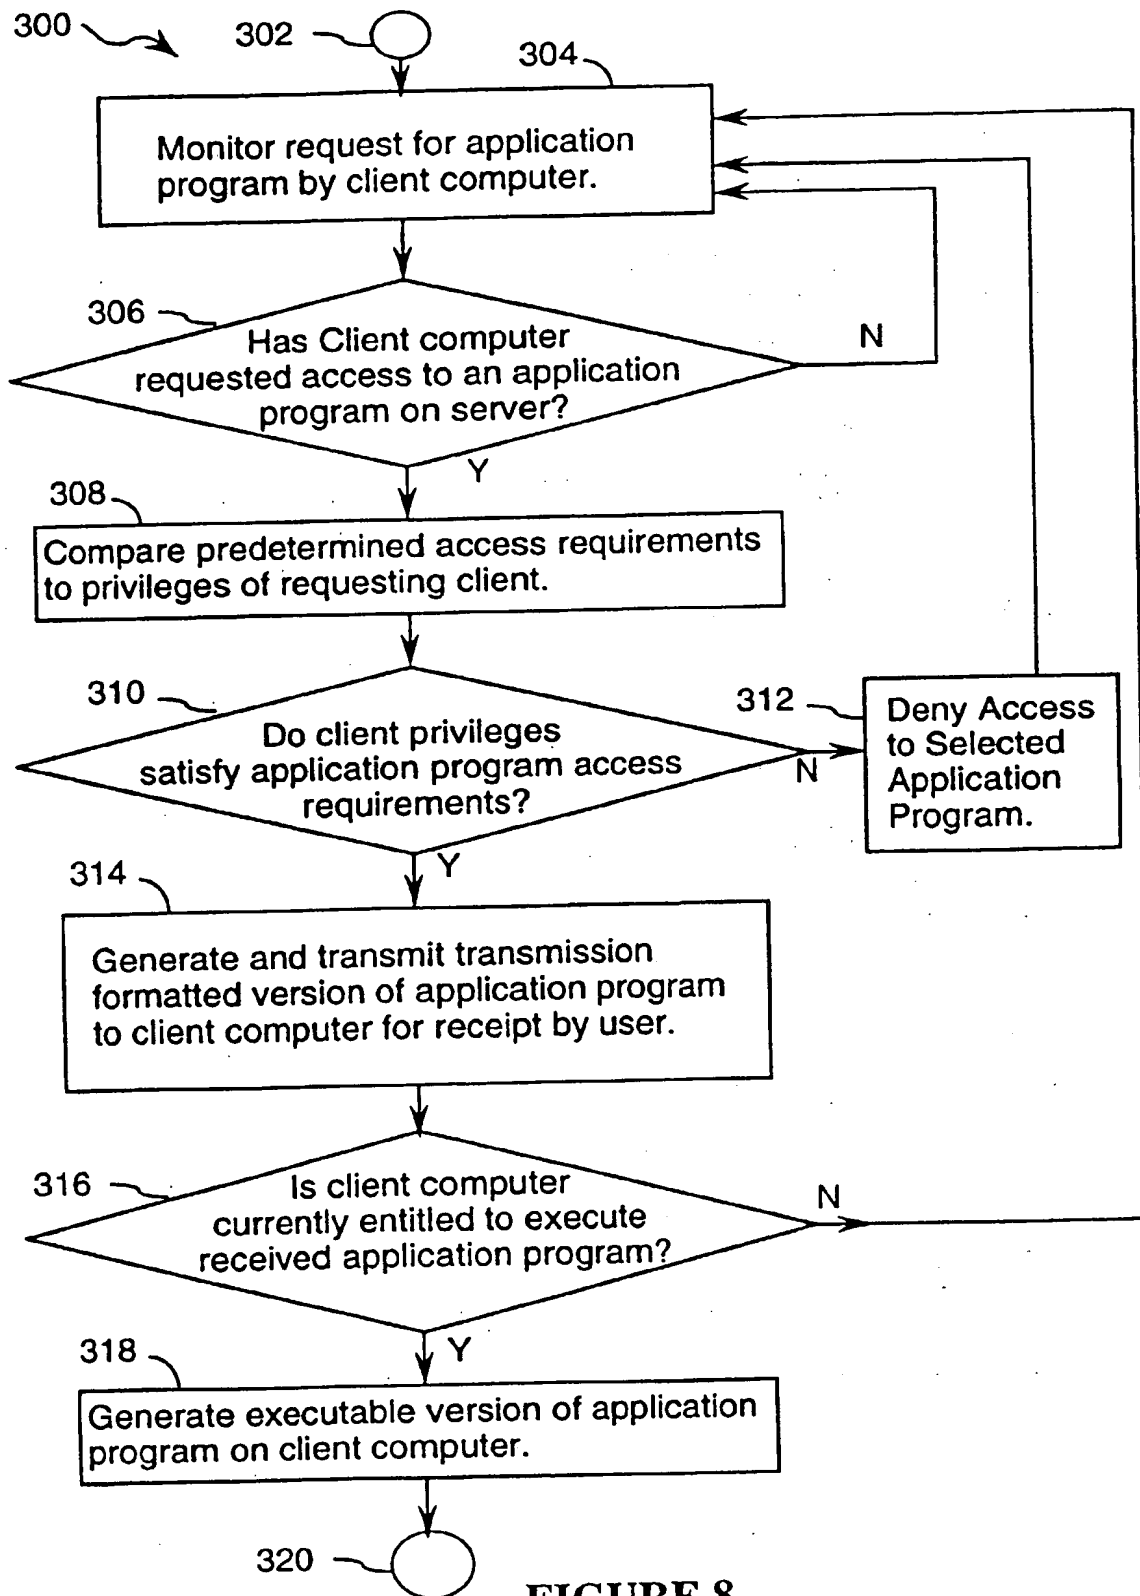 300
302
304
Monitor request for application
program by client computer.
306
Has Client computer
requested access to an application
program on server?
N
Y
308
Compare predetermined access requirements
to privileges of requesting client.
310
Do client privileges
satisfy application program access
requirements?
N
312
Deny Access
to Selected
Application
Program.
Y
314
Generate and transmit transmission
formatted version of application program
to client computer for receipt by user.
316
Is client computer
currently entitled to execute
received application program?
N
Y
318
Generate executable version of application
program on client computer.
320
FIGURE 8